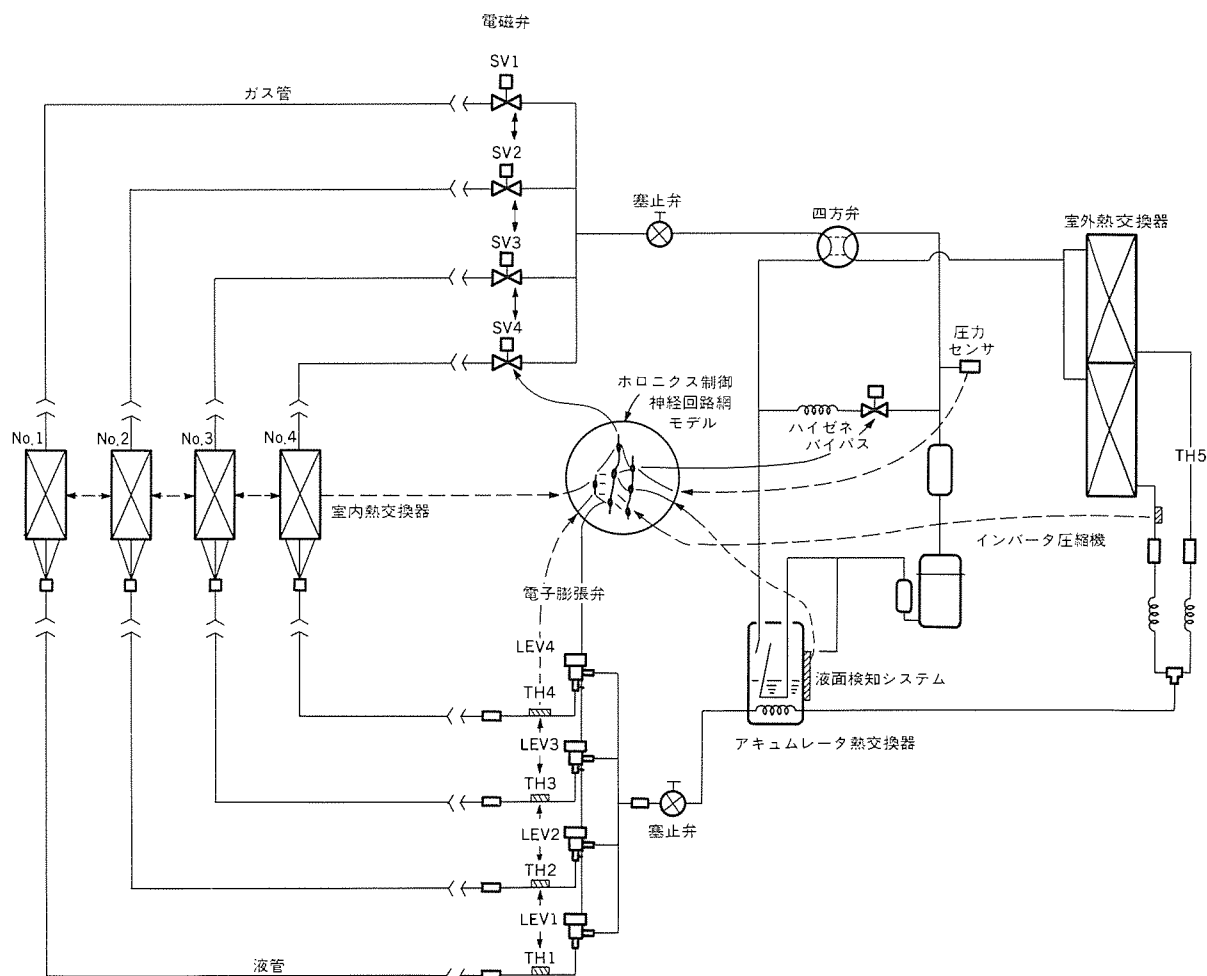 電磁弁
SV1
ガス管
SV2
塞止弁
四方弁
室外熱交換器
SV3
SV4
圧力
センサ
ホロニクス制御
神経回路網
モデル
ハイゼネ
バイパス
No.1
No.2
No.3
No.4
TH5
室内熱交換器
インバータ圧縮機
電子膨張弁
LEV4
液面検知システム
TH4
アキュムレータ熱交換器
LEV3
TH3
塞止弁
LEV2
TH2
LEV1
液管
TH1